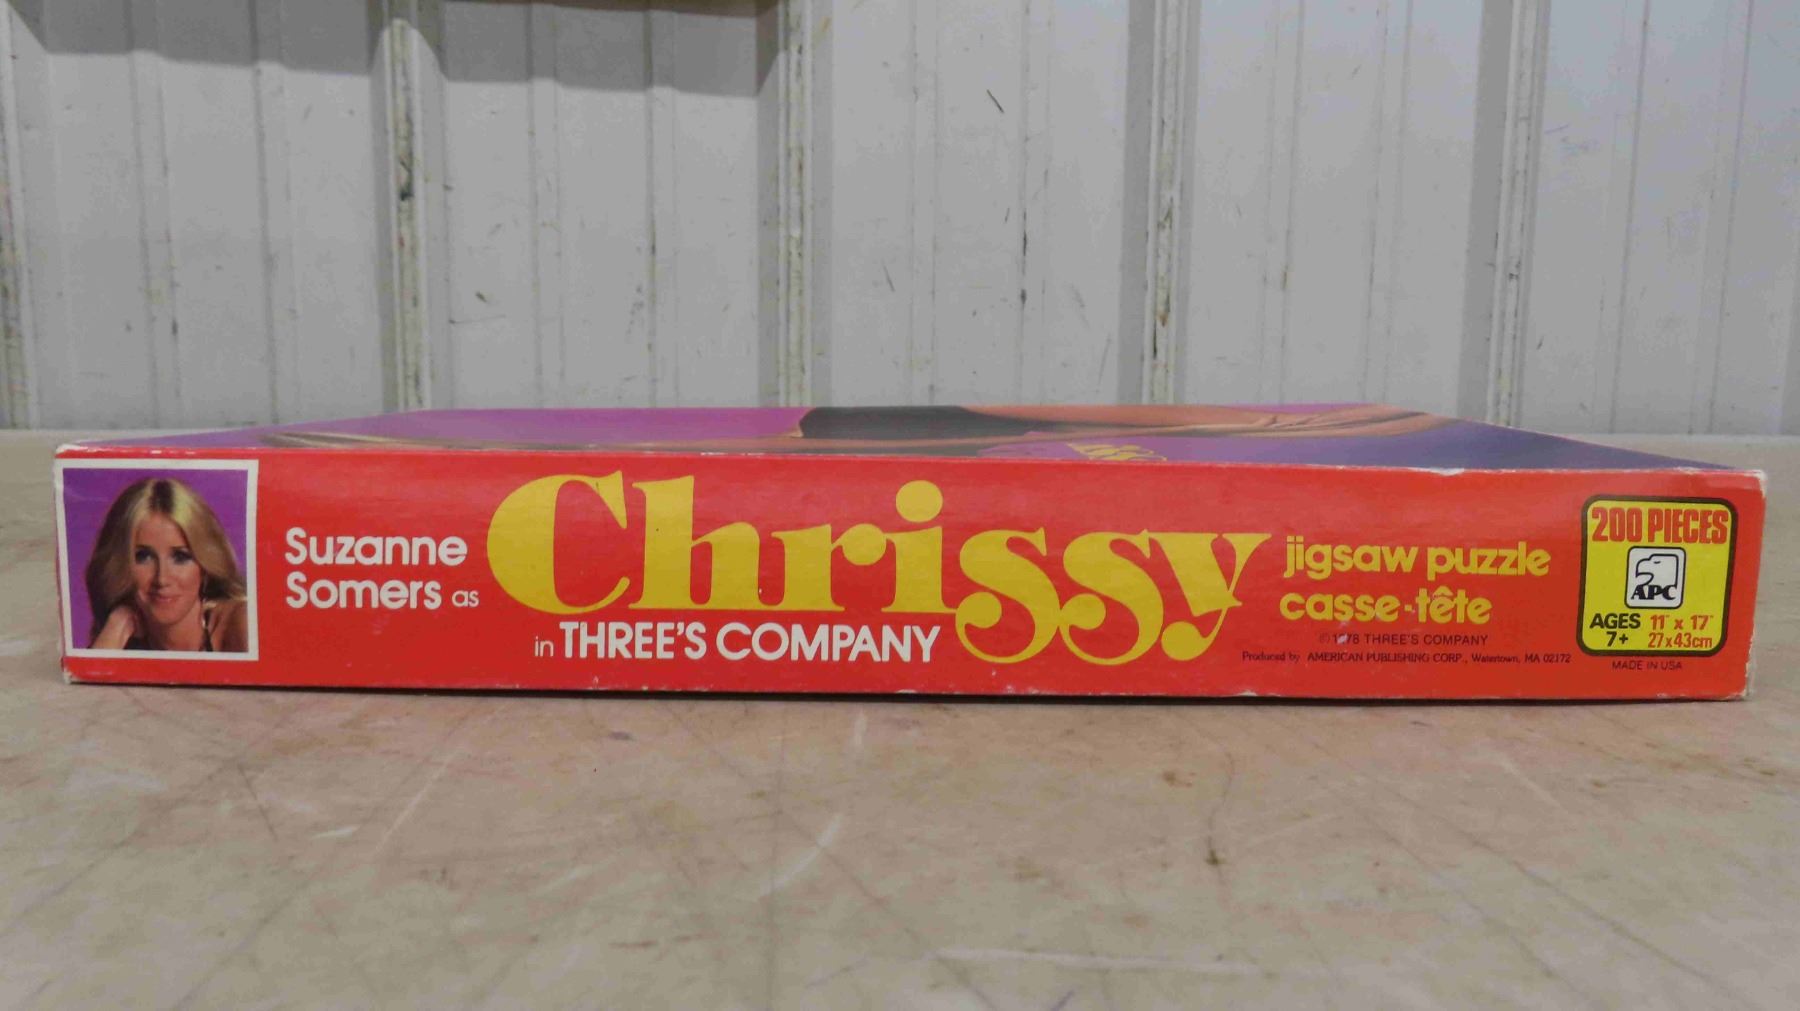 Suzanne
Somers as
Chrissy
in THREE'S COMPANY
jigsaw puzzle
casse-tête
© 1978 THREE'S COMPANY
Produced by AMERICAN PUBLISHING CORP., Watertown, MA 02172
200 PIECES
APC
AGES 7+
11" x 17"
27x43cm
MADE IN USA